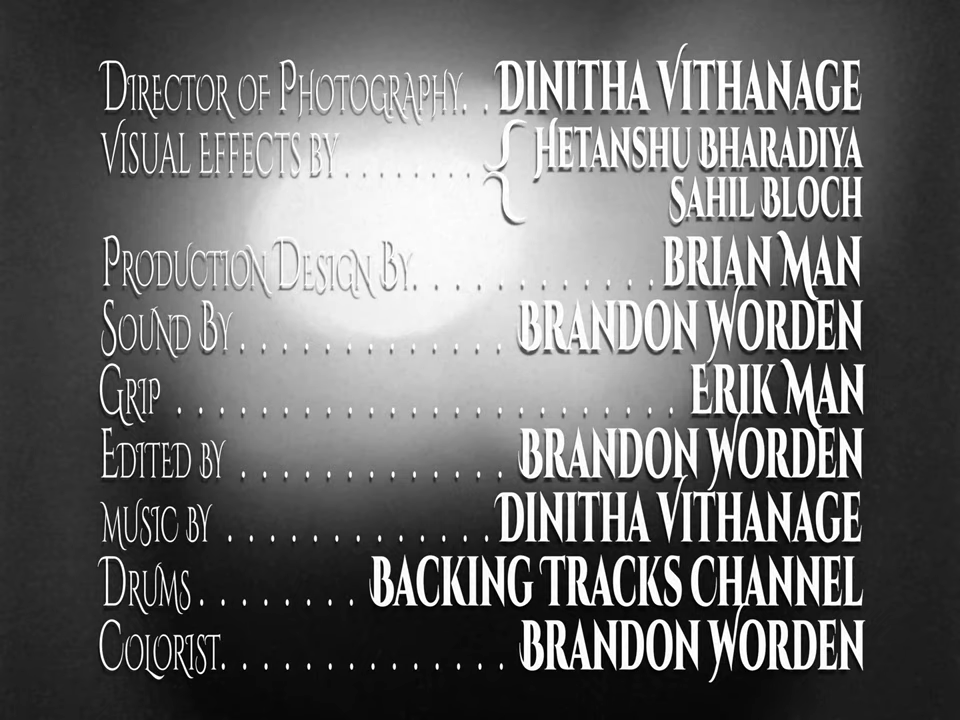 Director of Photography. . DINITHA VITHANAGE
VISUAL EFFECTS BY . . . . . . . . { HETANSHU BHARADIYA
SAHIL BLOCH
Production Design By. . . . . . . . . . . . BRIAN MAN
Sound By . . . . . . . . . . . . . BRANDON WORDEN
Grip . . . . . . . . . . . . . . . . . . . . . . . . ERIK MAN
Edited by . . . . . . . . . . . . . BRANDON WORDEN
MUSIC BY . . . . . . . . . . . . . DINITHA VITHANAGE
Drums . . . . . . . . BACKING TRACKS CHANNEL
Colorist. . . . . . . . . . . . . . BRANDON WORDEN